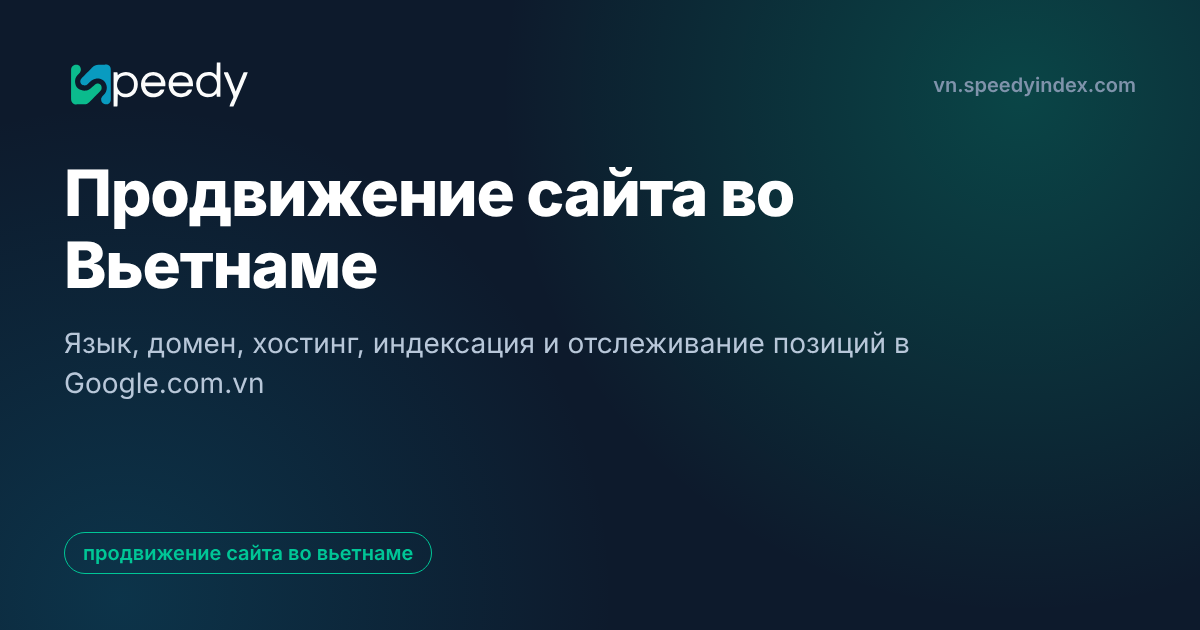 Speedy
vn.speedyindex.com
Продвижение сайта во
Вьетнаме
Язык, домен, хостинг, индексация и отслеживание позиций в
Google.com.vn
продвижение сайта во вьетнаме